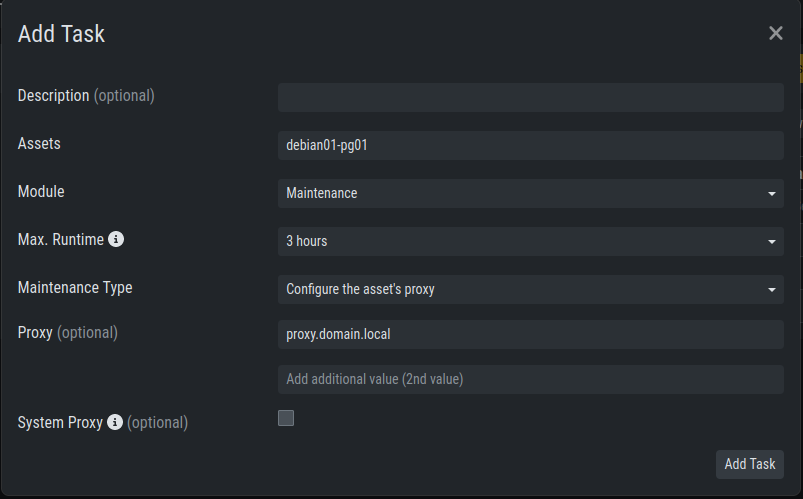 Add Task
Description (optional)
Assets
debian01-pg01
Module
Maintenance
Max. Runtime
3 hours
Maintenance Type
Configure the asset's proxy
Proxy (optional)
proxy.domain.local
Add additional value (2nd value)
System Proxy (optional)
Add Task